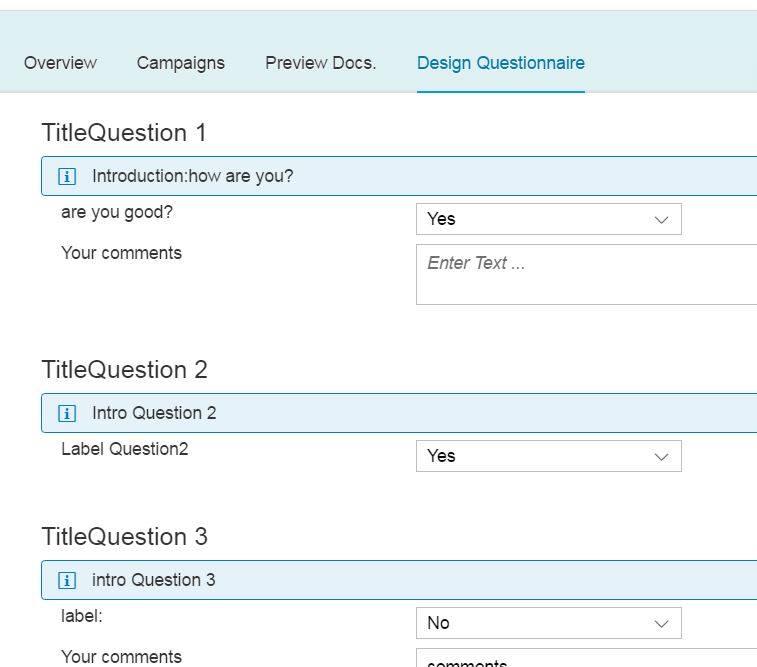 Overview Campaigns Preview Docs. Design Questionnaire
TitleQuestion 1
Introduction:how are you?
are you good? Yes
Your comments Enter Text ...
TitleQuestion 2
Intro Question 2
Label Question2 Yes
TitleQuestion 3
intro Question 3
label: No
Your comments comments